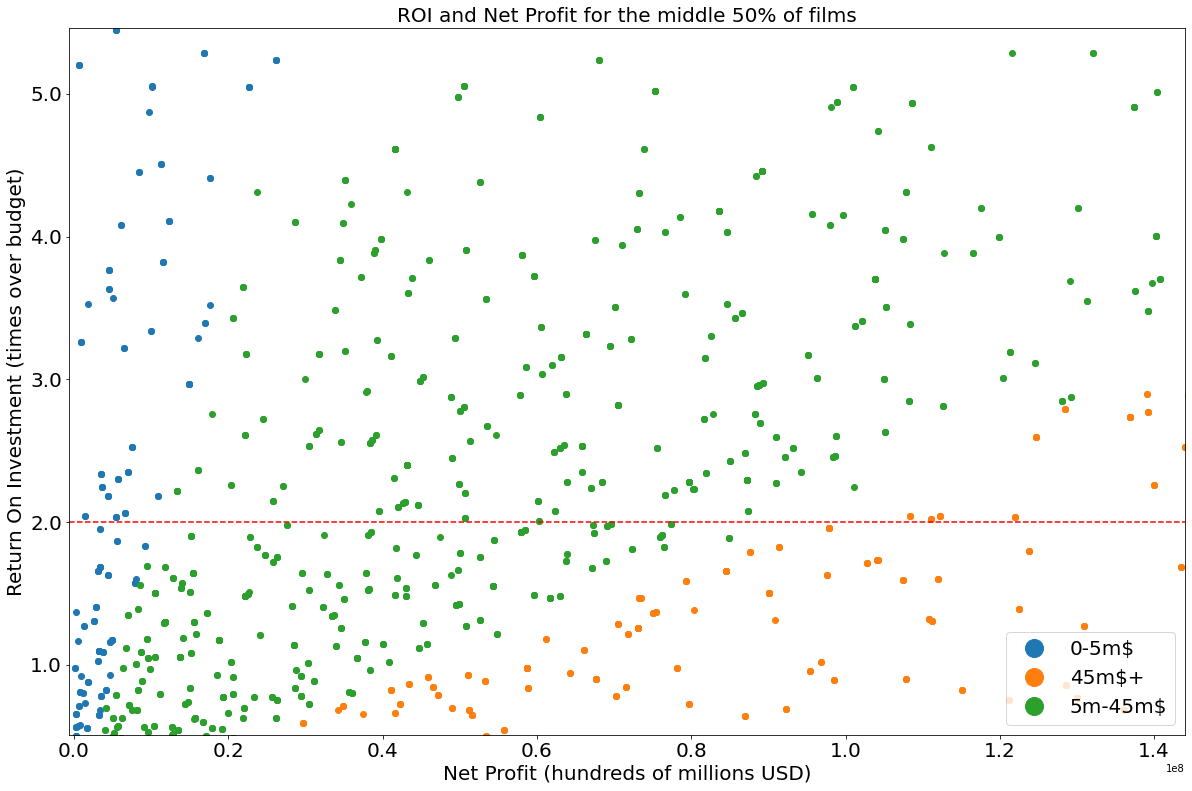 ROI and Net Profit for the middle 50% of films
Return On Investment (times over budget)
5.0
4.0
3.0
2.0
1.0
0-5m$
45m$+
5m-45m$
0.0 0.2 0.4 0.6 0.8 1.0 1.2 1.4
1e8
Net Profit (hundreds of millions USD)